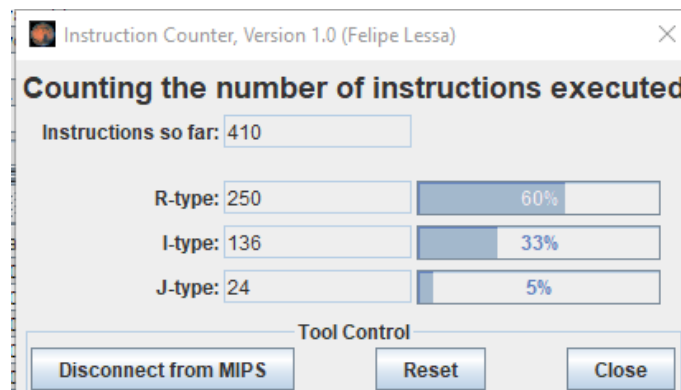 Instruction Counter, Version 1.0 (Felipe Lessa)
Counting the number of instructions executed
Instructions so far: 410
R-type: 250 60%
I-type: 136 33%
J-type: 24 5%
Tool Control
Disconnect from MIPS Reset Close